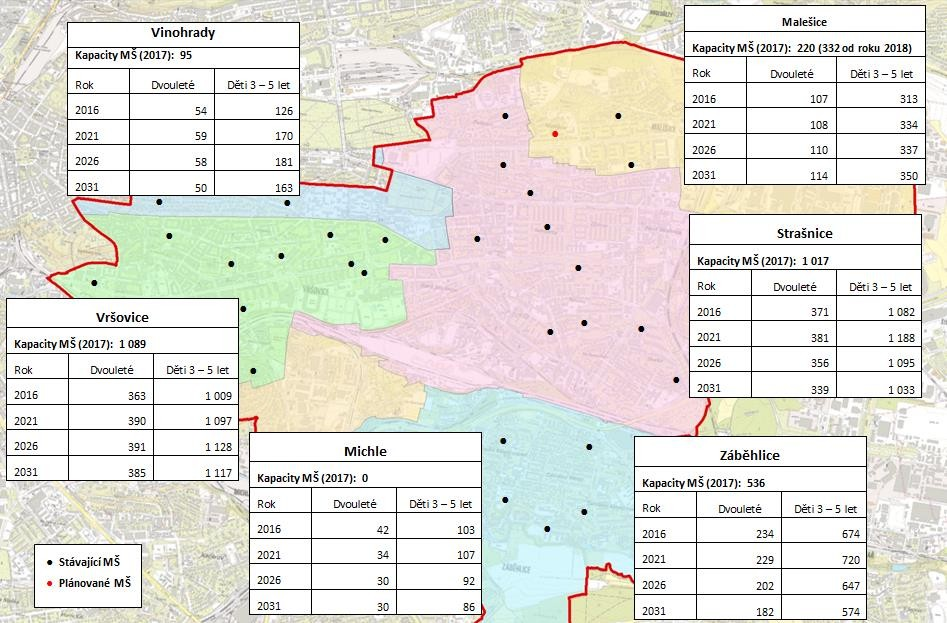 Vinohrady
Kapacity MŠ (2017): 95
Rok Dvouleté Děti 3 – 5 let
2016 54 126
2021 59 170
2026 58 181
2031 50 163
Malešice
Kapacity MŠ (2017): 220 (332 od roku 2018)
Rok Dvouleté Děti 3 – 5 let
2016 107 313
2021 108 334
2026 110 337
2031 114 350
Strašnice
Kapacity MŠ (2017): 1 017
Rok Dvouleté Děti 3 – 5 let
2016 371 1 082
2021 381 1 188
2026 356 1 095
2031 339 1 033
Vršovice
Kapacity MŠ (2017): 1 089
Rok Dvouleté Děti 3 – 5 let
2016 363 1 009
2021 390 1 097
2026 391 1 128
2031 385 1 117
Michle
Kapacity MŠ (2017): 0
Rok Dvouleté Děti 3 – 5 let
2016 42 103
2021 34 107
2026 30 92
2031 30 86
Záběhlice
Kapacity MŠ (2017): 536
Rok Dvouleté Děti 3 – 5 let
2016 234 674
2021 229 720
2026 202 647
2031 182 574
Stávající MŠ
Plánované MŠ
VRŠOVICE
ZÁBĚHLICE